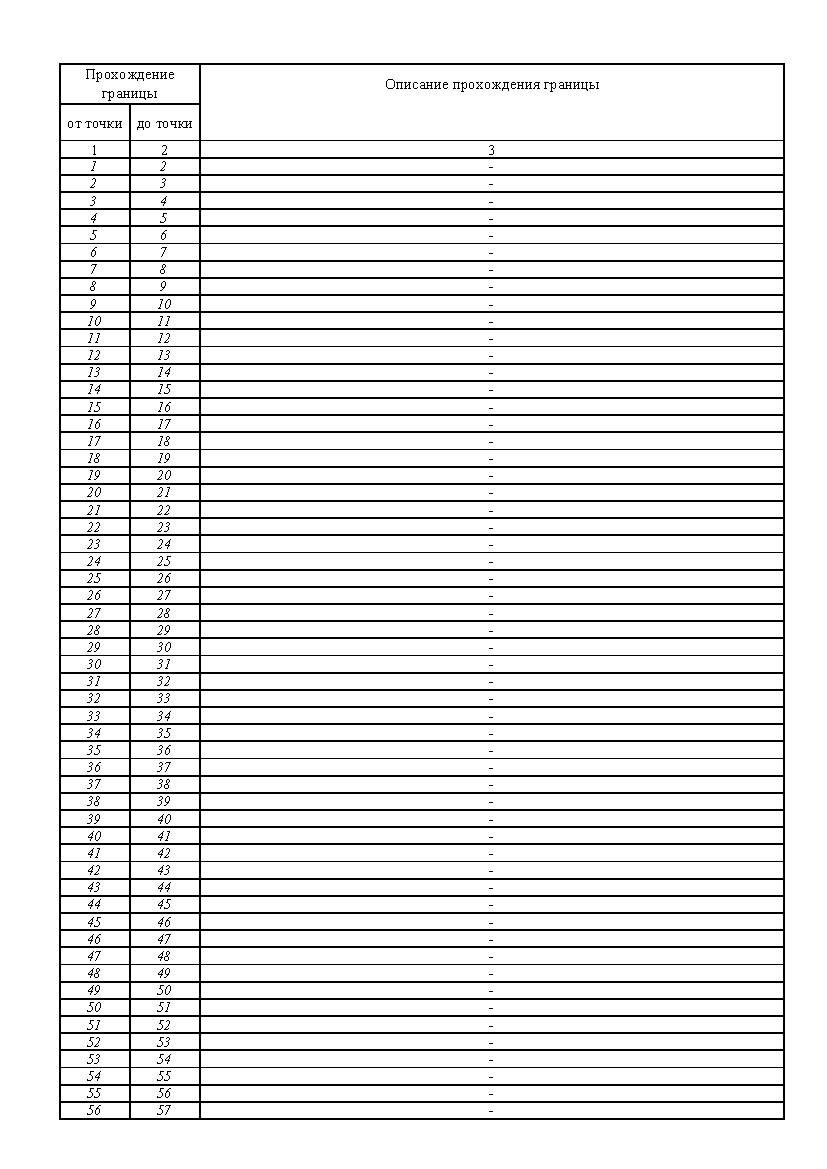 Прохождение границы Описание прохождения границы
от точки до точки
1 2 3
1 2 -
2 3 -
3 4 -
4 5 -
5 6 -
6 7 -
7 8 -
8 9 -
9 10 -
10 11 -
11 12 -
12 13 -
13 14 -
14 15 -
15 16 -
16 17 -
17 18 -
18 19 -
19 20 -
20 21 -
21 22 -
22 23 -
23 24 -
24 25 -
25 26 -
26 27 -
27 28 -
28 29 -
29 30 -
30 31 -
31 32 -
32 33 -
33 34 -
34 35 -
35 36 -
36 37 -
37 38 -
38 39 -
39 40 -
40 41 -
41 42 -
42 43 -
43 44 -
44 45 -
45 46 -
46 47 -
47 48 -
48 49 -
49 50 -
50 51 -
51 52 -
52 53 -
53 54 -
54 55 -
55 56 -
56 57 -